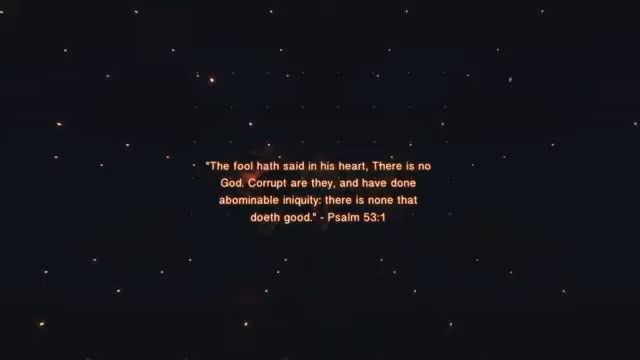 "The fool hath said in his heart, There is no
God. Corrupt are they, and have done
abominable iniquity: there is none that
doeth good." - Psalm 53:1